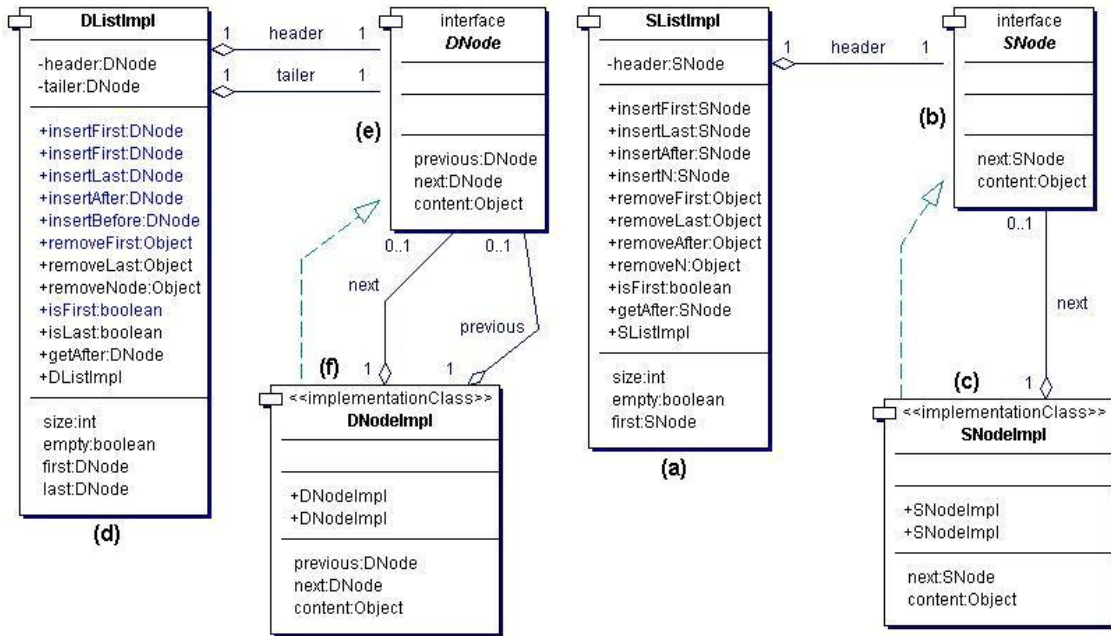 DListImpl
-header:DNode
-tailer:DNode
+insertFirst:DNode
+insertFirst:DNode
+insertLast:DNode
+insertAfter:DNode
+insertBefore:DNode
+removeFirst:Object
+removeLast:Object
+removeNode:Object
+isFirst:boolean
+isLast:boolean
+getAfter:DNode
+DListImpl
size:int
empty:boolean
first:DNode
last:DNode
(d)
1 header 1
1 tailer 1
interface
DNode
(e)
previous:DNode
next:DNode
content:Object
0..1
0..1
next
previous
(f)
1
1
<<implementationClass>>
DNodeImpl
+DNodeImpl
+DNodeImpl
previous:DNode
next:DNode
content:Object
SListImpl
-header:SNode
+insertFirst:SNode
+insertLast:SNode
+insertAfter:SNode
+insertN:SNode
+removeFirst:Object
+removeLast:Object
+removeAfter:Object
+removeN:Object
+isFirst:boolean
+getAfter:SNode
+SListImpl
size:int
empty:boolean
first:SNode
(a)
1 header 1
interface
SNode
(b)
next:SNode
content:Object
0..1
next
(c)
1
<<implementationClass>>
SNodeImpl
+SNodeImpl
+SNodeImpl
next:SNode
content:Object